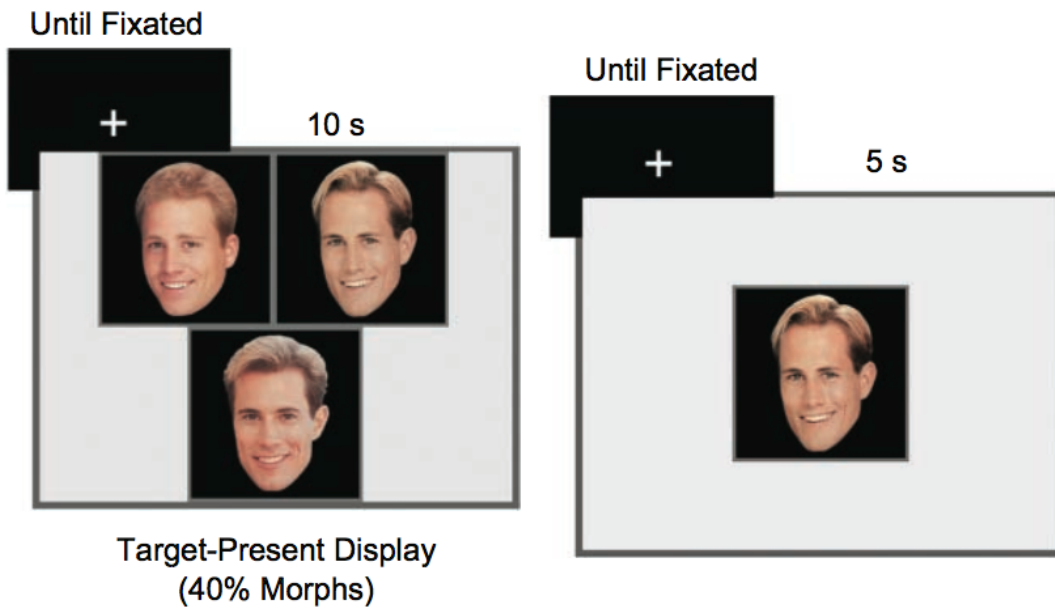 Until Fixated
10 s
Target-Present Display
(40% Morphs)
Until Fixated
5 s